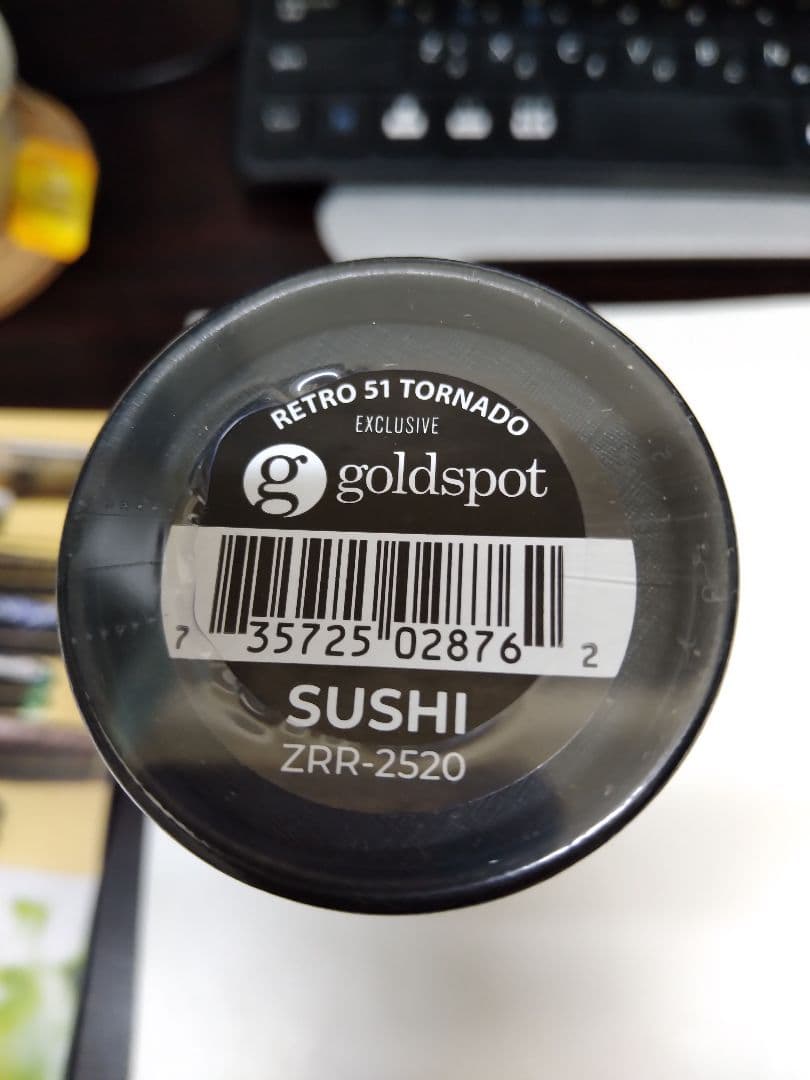 RETRO 51 TORNADO
EXCLUSIVE
g goldspot
7 35725 02876 2
SUSHI
ZRR-2520